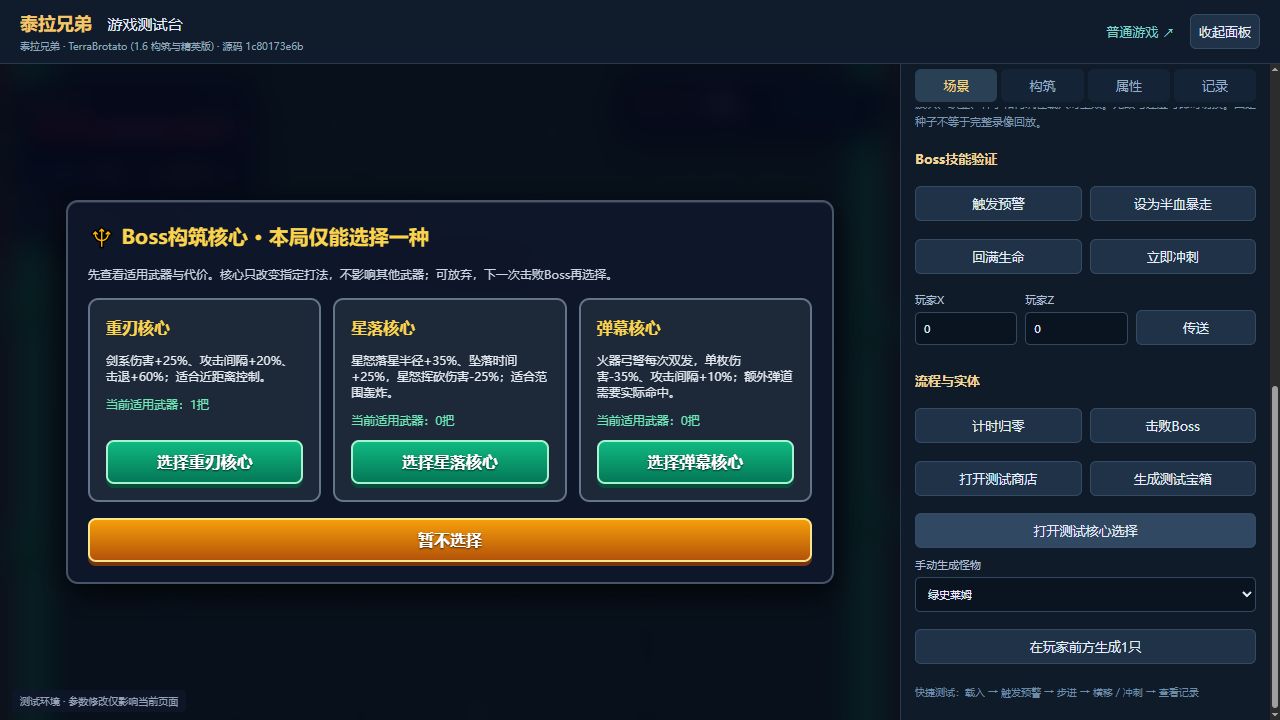 泰拉兄弟 游戏测试台
泰拉兄弟 · TerraBrotato (1.6 构筑与精英版) · 源码 1c80173e6b
普通游戏 ↗
收起面板
场景 构筑 属性 记录
种子不等于完整录像回放。
Boss技能验证
触发预警
设为半血暴走
回满生命
立即冲刺
玩家X
玩家Z
0
0
传送
流程与实体
计时归零
击败Boss
打开测试商店
生成测试宝箱
打开测试核心选择
手动生成怪物
绿史莱姆
在玩家前方生成1只
快捷测试：载入 → 触发预警 → 步进 → 横移 / 冲刺 → 查看记录
Boss构筑核心 · 本局仅能选择一种
先查看适用武器与代价。核心只改变指定打法，不影响其他武器；可放弃，下一次击败Boss再选择。
重刃核心
剑系伤害+25%、攻击间隔+20%、
击退+60%；适合近距离控制。
当前适用武器：1把
选择重刃核心
星落核心
星怒落星半径+35%、坠落时间
+25%，星怒挥砍伤害-25%；适合范
围轰炸。
当前适用武器：0把
选择星落核心
弹幕核心
火器弓弩每次双发，单枚伤
害-35%、攻击间隔+10%；额外弹道
需要实际命中。
当前适用武器：0把
选择弹幕核心
暂不选择
测试环境 · 参数修改仅影响当前页面